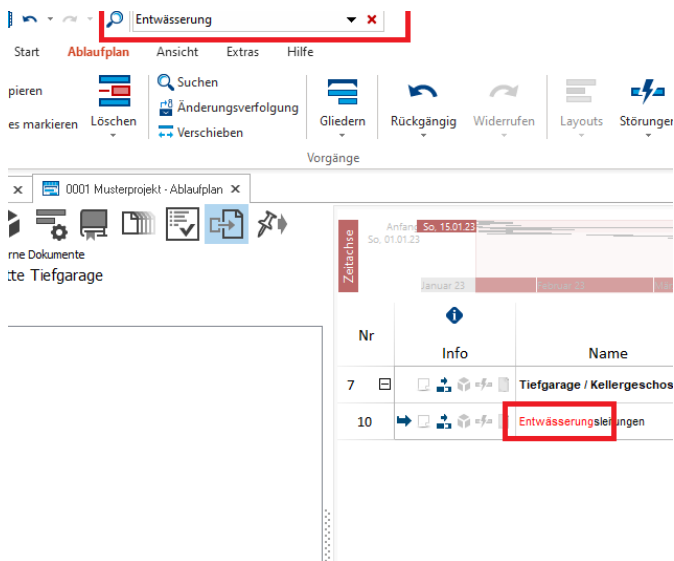 Entwässerung
Start Ablaufplan Ansicht Extras Hilfe
pieren
es markieren
Löschen
Suchen
Änderungsverfolgung
Verschieben
Gliedern
Rückgängig
Widerrufen
Layouts
Störungen
Vorgänge
0001 Musterprojekt - Ablaufplan
rne Dokumente
tte Tiefgarage
Zeitachse
Anfang
So, 15.01.23
So, 01.01.23
Januar 23
Februar 23
Nr
Info
Name
7
Tiefgarage / Kellergeschos
10
Entwässerungsleitungen